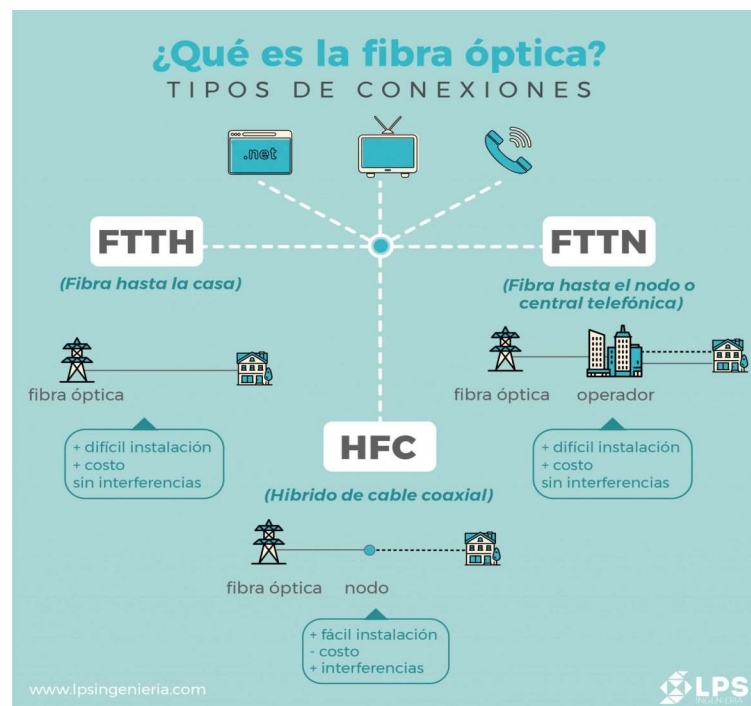 ¿Qué es la fibra óptica?
TIPOS DE CONEXIONES
.net
FTTH
(Fibra hasta la casa)
fibra óptica
+ difícil instalación
+ costo
sin interferencias
FTTN
(Fibra hasta el nodo o
central telefónica)
fibra óptica
operador
+ difícil instalación
+ costo
sin interferencias
HFC
(Hibrido de cable coaxial)
fibra óptica
nodo
+ fácil instalación
- costo
+ interferencias
www.lpsingenieria.com
LPS
INGENIERIA